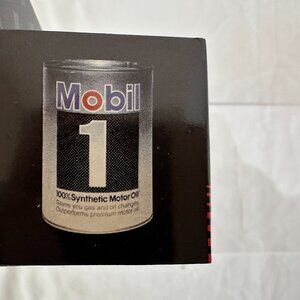 Mobil
1
100% Synthetic Motor Oil
Saves you gas and oil changes
Outperforms premium motor oil